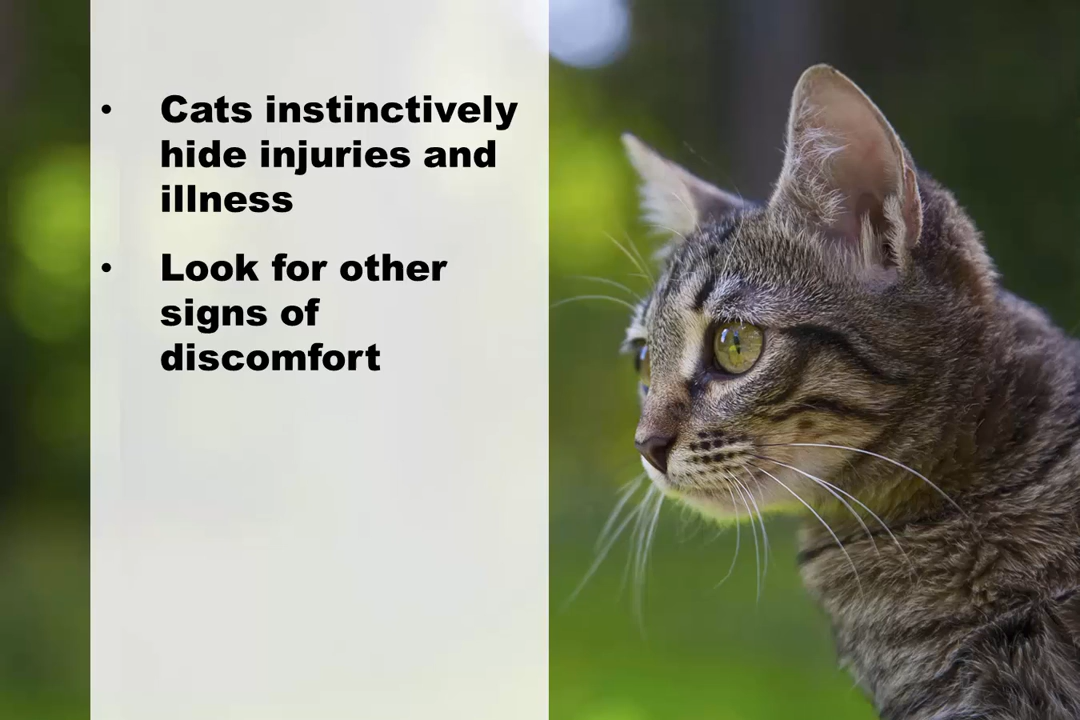 • Cats instinctively
hide injuries and
illness
• Look for other
signs of
discomfort